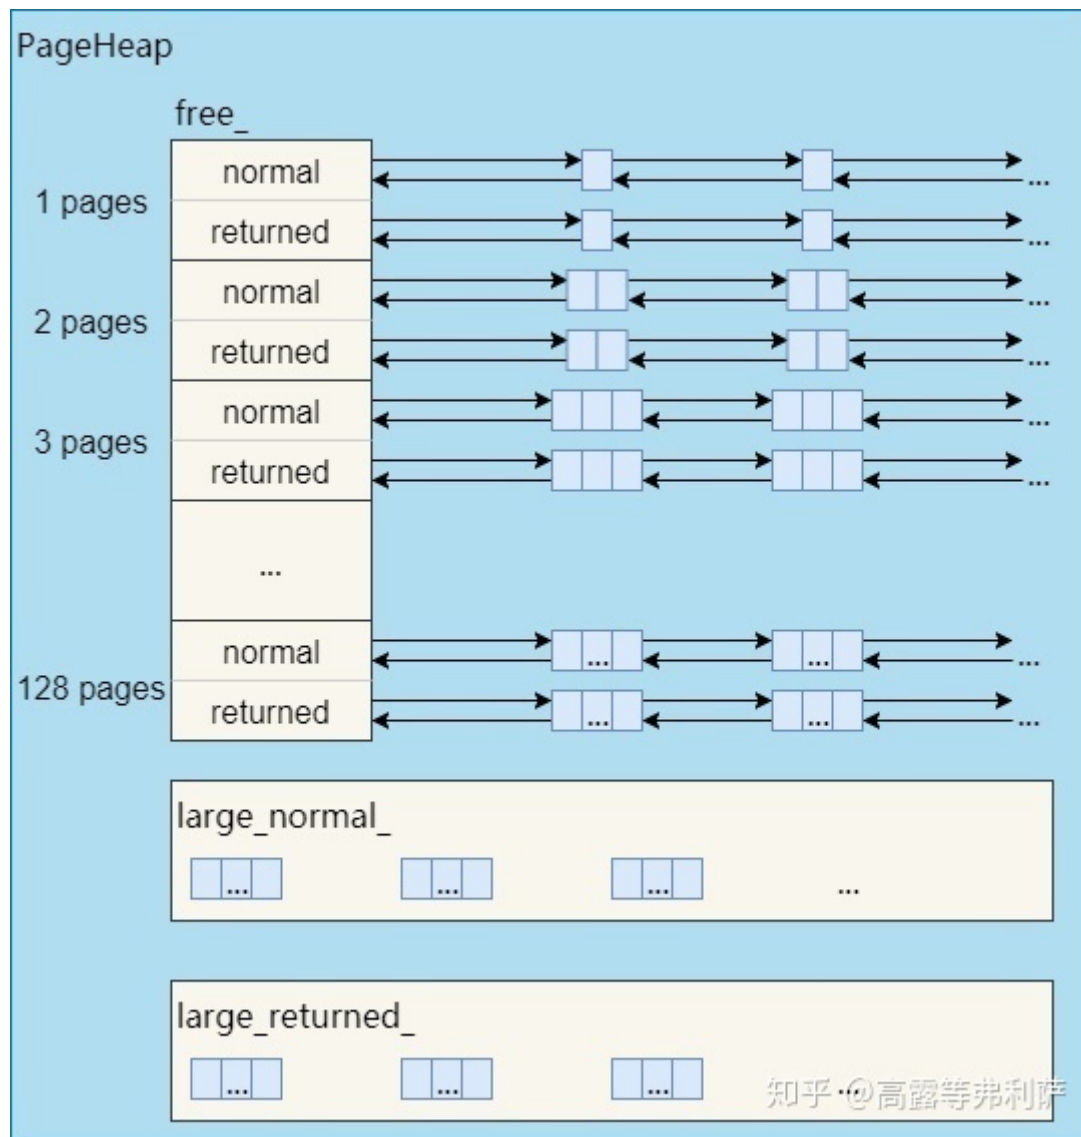 PageHeap
free_
1 pages
normal
...
returned
...
2 pages
normal
...
returned
...
3 pages
normal
...
returned
...
...
128 pages
normal
... ... ...
returned
... ... ...
large_normal_
... ... ... ...
large_returned_
... ... ... ...
知乎 @高露等弗利萨